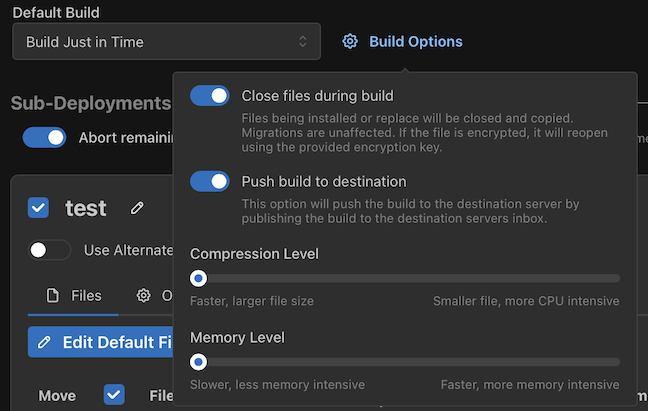 Default Build
Build Just in Time
Build Options
Close files during build
Files being installed or replace will be closed and copied.
Migrations are unaffected. If the file is encrypted, it will reopen
using the provided encryption key.
Sub-Deployments
Abort remaining
Push build to destination
This option will push the build to the destination server by
publishing the build to the destination servers inbox.
test
Use Alternate
Compression Level
Faster, larger file size Smaller file, more CPU intensive
Files
Memory Level
Slower, less memory intensive Faster, more memory intensive
Edit Default Fi
Move File